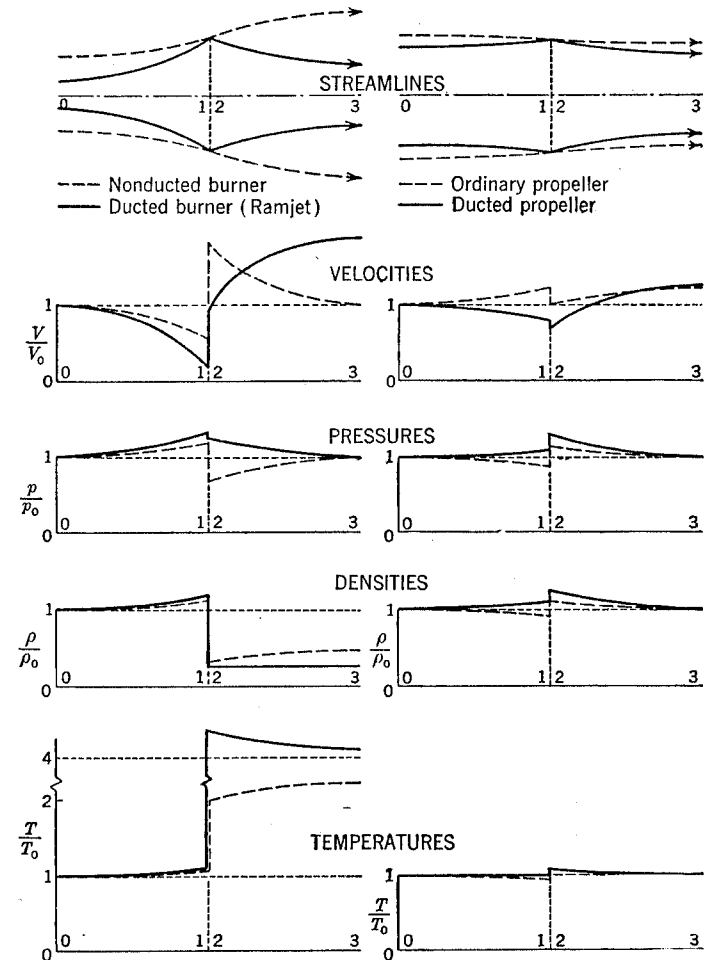 STREAMLINES
0 1 2 3
0 1 2 3
Nonducted burner
Ducted burner (Ramjet)
Ordinary propeller
Ducted propeller
VELOCITIES
1
V/V₀
0
0 1 2 3
1
0
0 1 2 3
PRESSURES
1
p/p₀
0
0 1 2 3
1
0
0 1 2 3
DENSITIES
1
ρ/ρ₀
0
0 1 2 3
1
ρ/ρ₀
0
0 1 2 3
TEMPERATURES
4
2
T/T₀
1
0
0 1 2 3
1
T/T₀
0
0 1 2 3